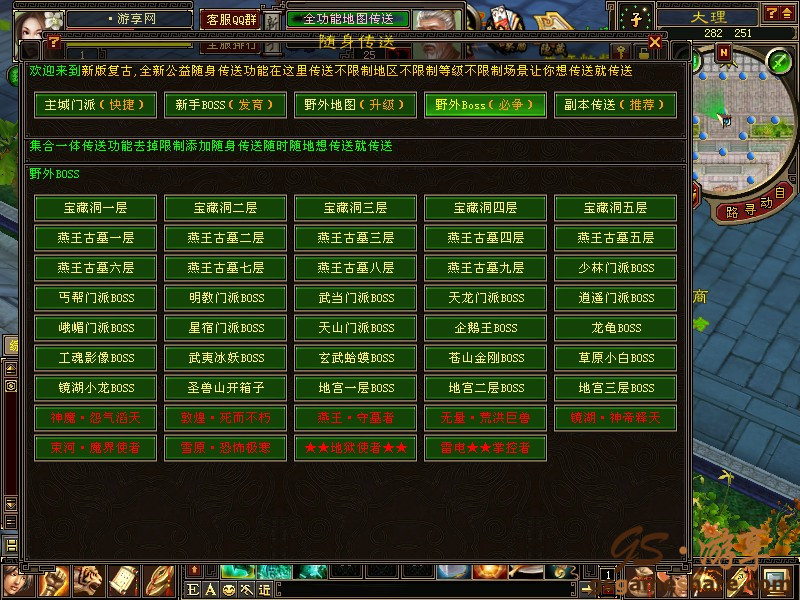 ·游享网
客服QQ群
全功能地图传送
子
大理
282 251
随身传送
N
欢迎来到新版复古,全新公益随身传送功能在这里传送不限制地区不限制等级不限制场景让你想传送就传送
主城门派(快捷) 新手BOSS(发育) 野外地图(升级) 野外Boss(必争) 副本传送(推荐)
集合一体传送功能去掉限制添加随身传送随时随地想传送就传送
野外BOSS
宝藏洞一层 宝藏洞二层 宝藏洞三层 宝藏洞四层 宝藏洞五层
燕王古墓一层 燕王古墓二层 燕王古墓三层 燕王古墓四层 燕王古墓五层
燕王古墓六层 燕王古墓七层 燕王古墓八层 燕王古墓九层 少林门派BOSS
丐帮门派BOSS 明教门派BOSS 武当门派BOSS 天龙门派BOSS 逍遥门派BOSS
峨嵋门派BOSS 星宿门派BOSS 天山门派BOSS 企鹅王BOSS 龙龟BOSS
工魂影像BOSS 武夷冰妖BOSS 玄武蛤蟆BOSS 苍山金刚BOSS 草原小白BOSS
镜湖小龙BOSS 圣兽山开箱子 地宫一层BOSS 地宫二层BOSS 地宫三层BOSS
神魔·怨气滔天 敦煌·死而不朽 燕王·守墓者 无量·荒洪巨兽 镜湖·神帝释天
束河·魔界使者 雪原·恐怖极寒 ★★地狱使者★★ 雷电★★掌控者
自动寻路
商
GS·游享
E A
近
1